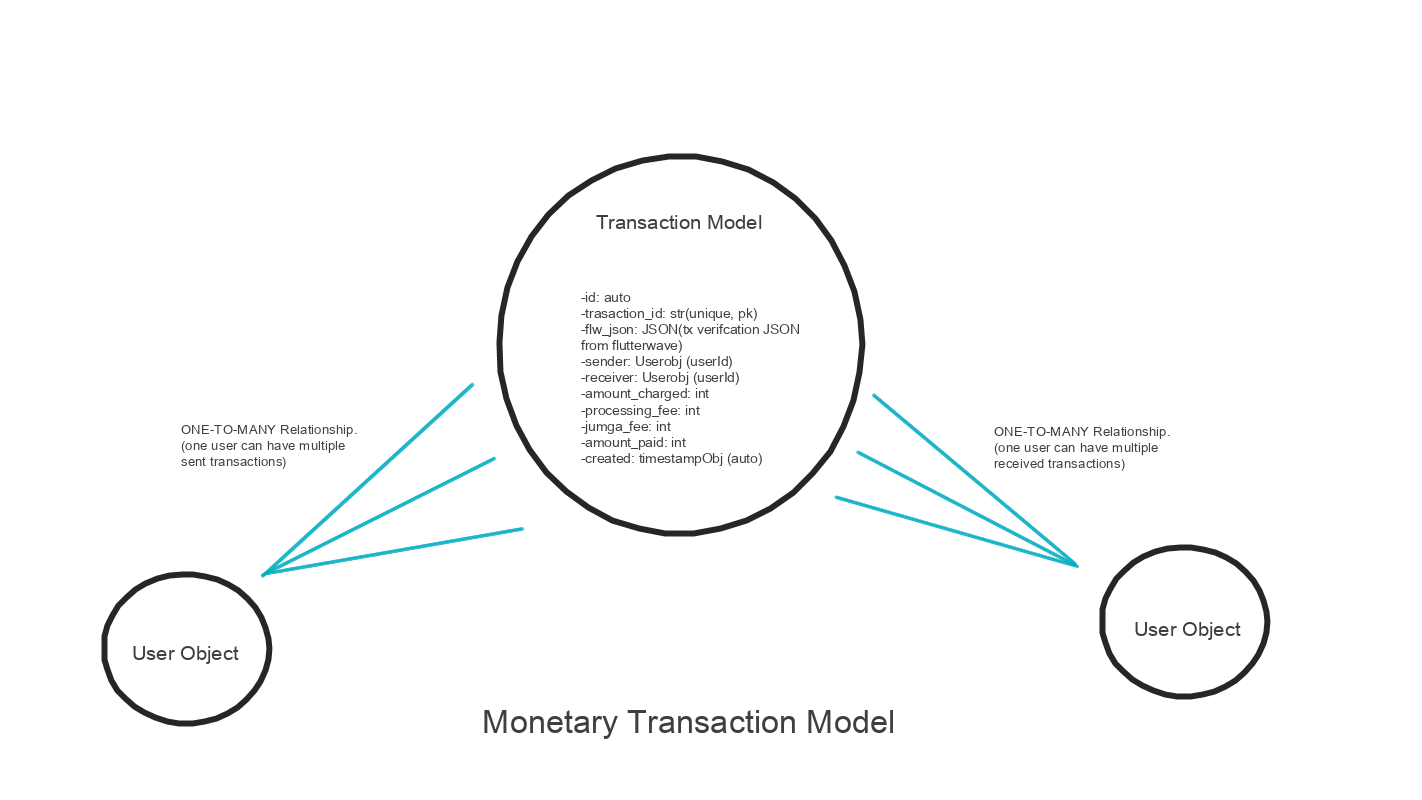 Transaction Model
-id: auto
-trasaction_id: str(unique, pk)
-flw_json: JSON(tx verifcation JSON
from flutterwave)
-sender: Userobj (userId)
-receiver: Userobj (userId)
-amount_charged: int
-processing_fee: int
-jumga_fee: int
-amount_paid: int
-created: timestampObj (auto)
ONE-TO-MANY Relationship.
(one user can have multiple
sent transactions)
ONE-TO-MANY Relationship.
(one user can have multiple
received transactions)
User Object
User Object
Monetary Transaction Model